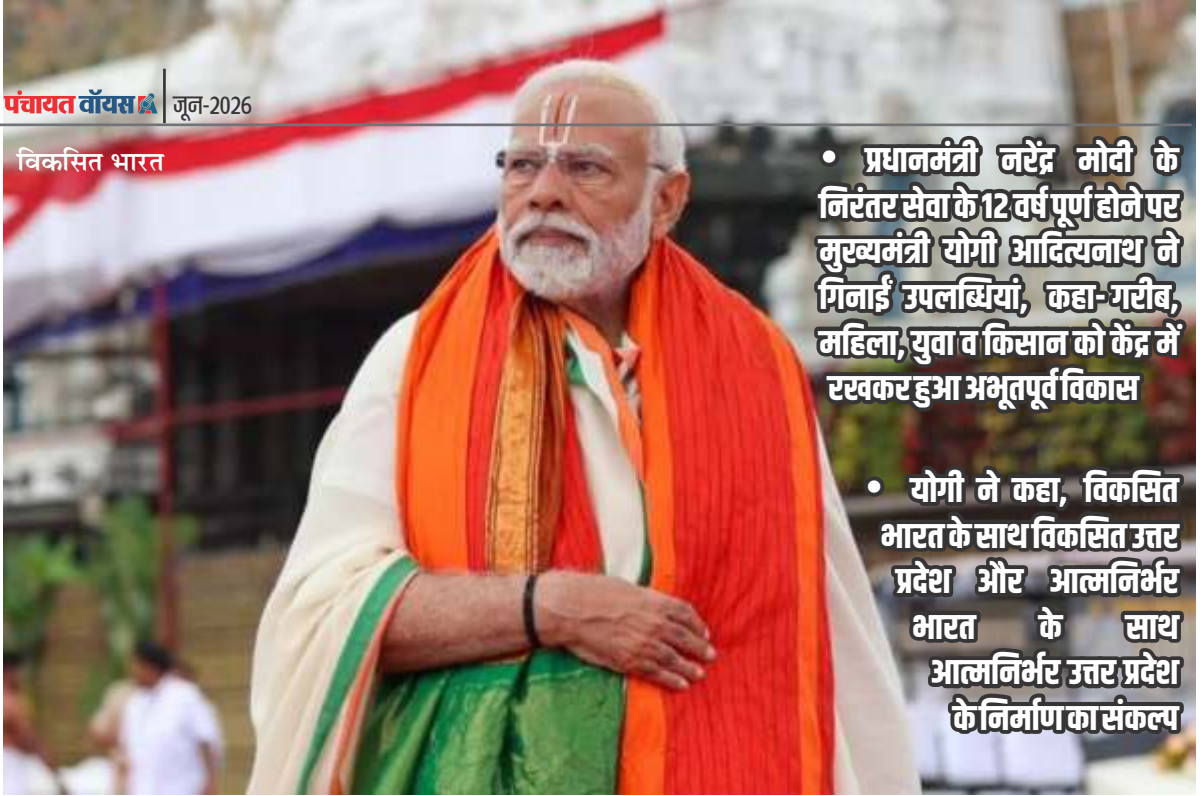 पंचायत वॉयस | जून-2026
विकसित भारत
• प्रधानमंत्री नरेंद्र मोदी के
निरंतर सेवा के 12 वर्ष पूर्ण होने पर
मुख्यमंत्री योगी आदित्यनाथ ने
गिनाईं उपलब्धियां, कहा- गरीब,
महिला, युवा व किसान को केंद्र में
रखकर हुआ अभूतपूर्व विकास
• योगी ने कहा, विकसित
भारत के साथ विकसित उत्तर
प्रदेश और आत्मनिर्भर
भारत के साथ
आत्मनिर्भर उत्तर प्रदेश
के निर्माण का संकल्प